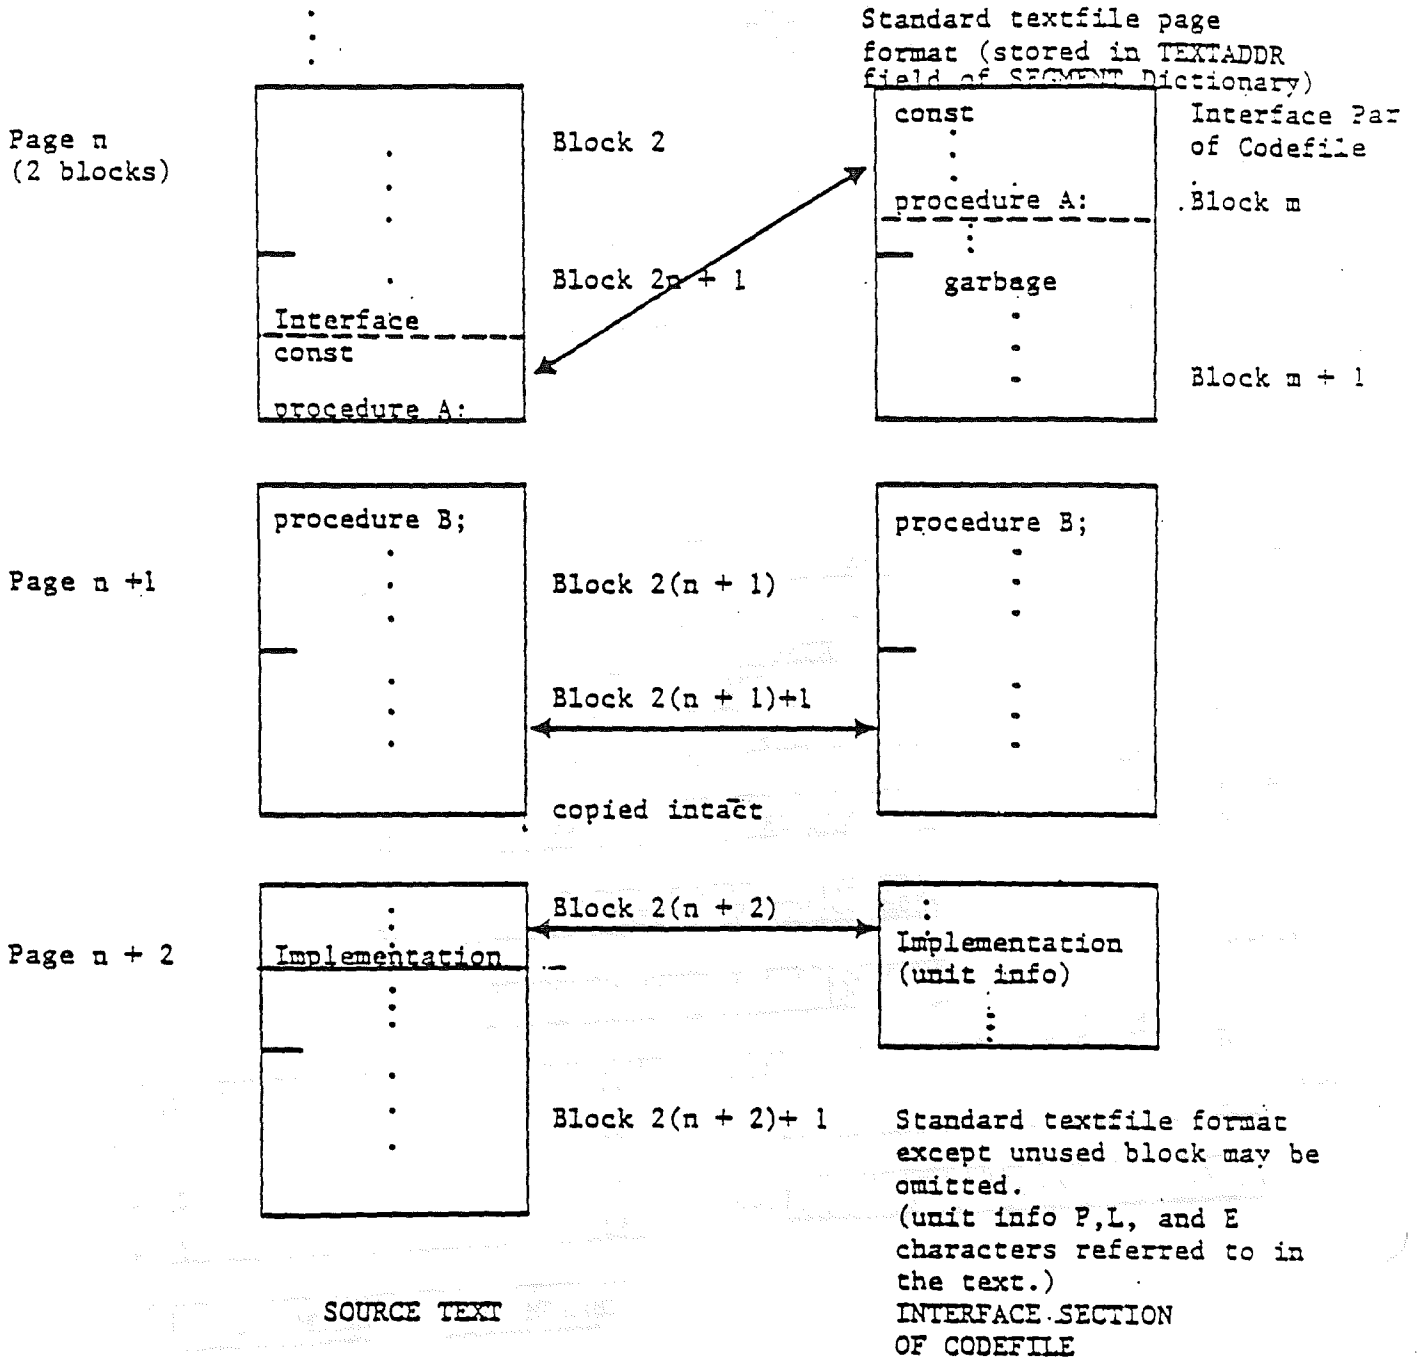 Standard textfile page
format (stored in TEXTADDR
field of SEGMENT Dictionary)
Page n
(2 blocks)
Block 2
Block 2n + 1
Interface
const
procedure A:
const
procedure A:
garbage
Interface Par
of Codefile
.Block m
Block m + 1
Page n +1
procedure B;
Block 2(n + 1)
Block 2(n + 1)+1
copied intact
procedure B;
Page n + 2
Implementation
Block 2(n + 2)
Block 2(n + 2)+ 1
Implementation
(unit info)
Standard textfile format
except unused block may be
omitted.
(unit info P,L, and E
characters referred to in
the text.)
SOURCE TEXT
INTERFACE.SECTION
OF CODEFILE